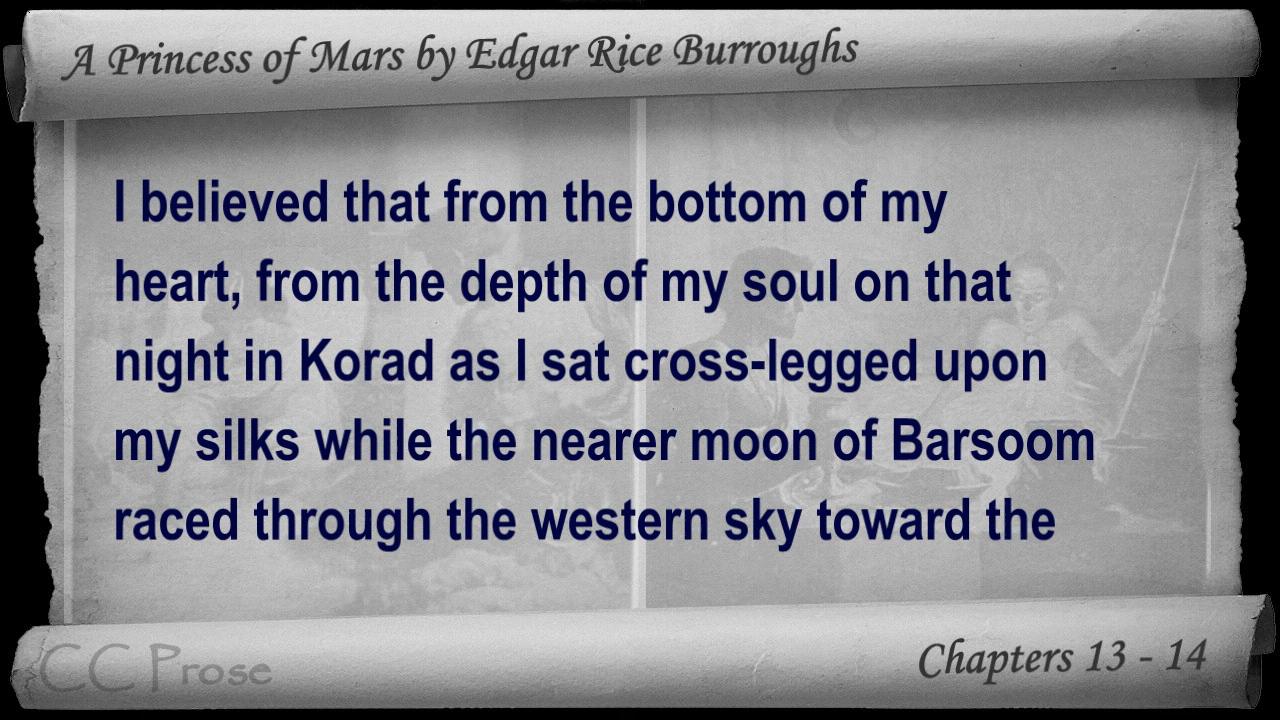 A Princess of Mars by Edgar Rice Burroughs
I believed that from the bottom of my
heart, from the depth of my soul on that
night in Korad as I sat cross-legged upon
my silks while the nearer moon of Barsoom
raced through the western sky toward the
CC Prose
Chapters 13 - 14